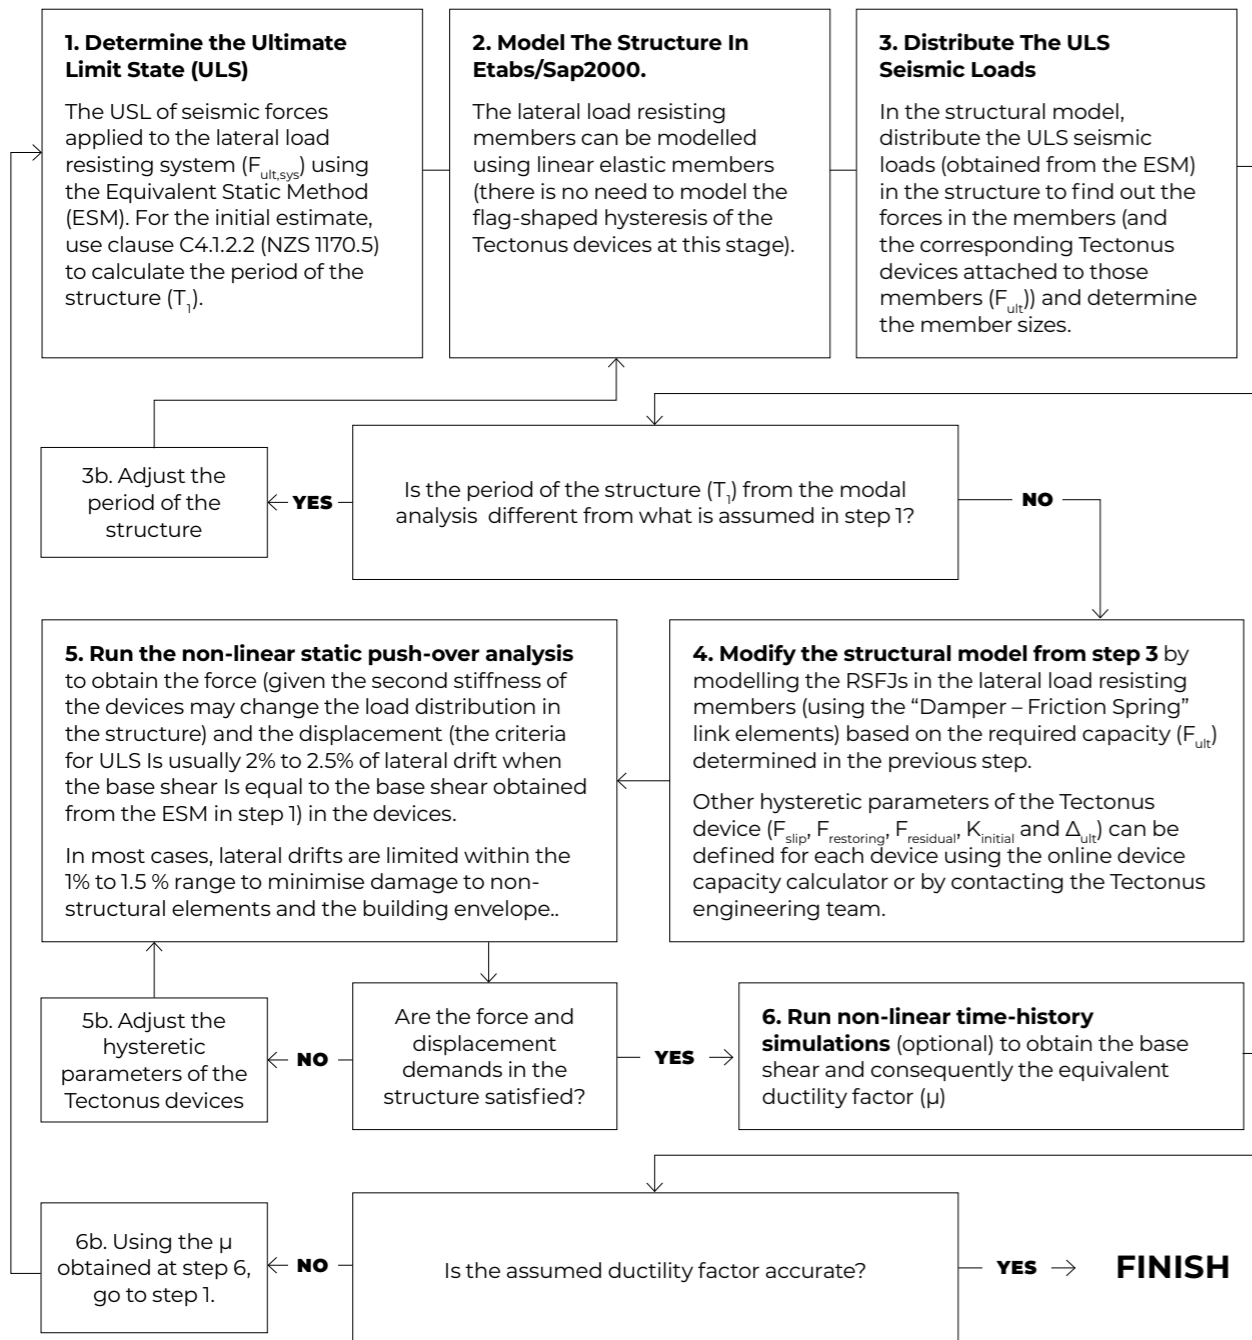 1. Determine the Ultimate
Limit State (ULS)
The USL of seismic forces
applied to the lateral load
resisting system (F_ult,sys) using
the Equivalent Static Method
(ESM). For the initial estimate,
use clause C4.1.2.2 (NZS 1170.5)
to calculate the period of the
structure (T_1).
2. Model The Structure In
Etabs/Sap2000.
The lateral load resisting
members can be modelled
using linear elastic members
(there is no need to model the
flag-shaped hysteresis of the
Tectonus devices at this stage).
3. Distribute The ULS
Seismic Loads
In the structural model,
distribute the ULS seismic
loads (obtained from the ESM)
in the structure to find out the
forces in the members (and
the corresponding Tectonus
devices attached to those
members (F_ult)) and determine
the member sizes.
3b. Adjust the
period of the
structure
YES
Is the period of the structure (T_1) from the modal
analysis different from what is assumed in step 1?
NO
5. Run the non-linear static push-over analysis
to obtain the force (given the second stiffness of
the devices may change the load distribution in
the structure) and the displacement (the criteria
for ULS Is usually 2% to 2.5% of lateral drift when
the base shear Is equal to the base shear obtained
from the ESM in step 1) in the devices.
In most cases, lateral drifts are limited within the
1% to 1.5 % range to minimise damage to non-
structural elements and the building envelope..
4. Modify the structural model from step 3 by
modelling the RSFJs in the lateral load resisting
members (using the “Damper – Friction Spring”
link elements) based on the required capacity (F_ult)
determined in the previous step.
Other hysteretic parameters of the Tectonus
device (F_slip, F_restoring, F_residual, K_initial and Δ_ult) can be
defined for each device using the online device
capacity calculator or by contacting the Tectonus
engineering team.
5b. Adjust the
hysteretic
parameters of the
Tectonus devices
NO
Are the force and
displacement
demands in the
structure satisfied?
YES
6. Run non-linear time-history
simulations (optional) to obtain the base
shear and consequently the equivalent
ductility factor (μ)
6b. Using the μ
obtained at step 6,
go to step 1.
NO
Is the assumed ductility factor accurate?
YES
FINISH